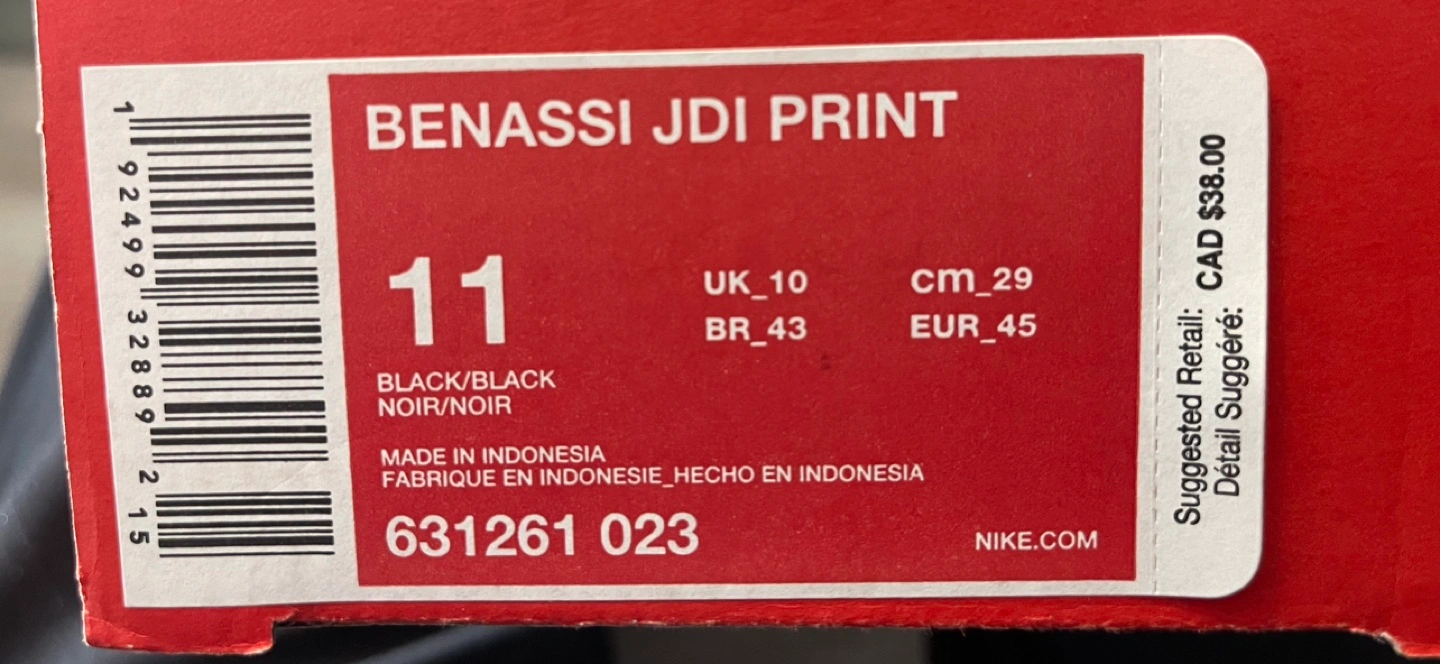 1 92499 32889 2 15
BENASSI JDI PRINT
11
UK_10
cm_29
BR_43
EUR_45
BLACK/BLACK
NOIR/NOIR
MADE IN INDONESIA
FABRIQUE EN INDONESIE_HECHO EN INDONESIA
631261 023
NIKE.COM
Suggested Retail: CAD $38.00
Détail Suggéré: